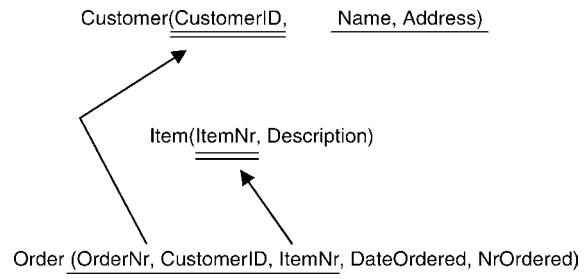 Customer(CustomerID, Name, Address)
Item(ItemNr, Description)
Order (OrderNr, CustomerID, ItemNr, DateOrdered, NrOrdered)